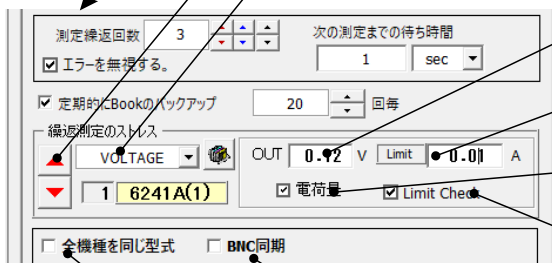 測定繰返回数 3 次の測定までの待ち時間
☑ エラーを無視する。 1 sec
☑ 定期的にBookのバックアップ 20 回毎
繰返測定のストレス
VOLTAGE OUT 0.12 V Limit 0.01 A
1 6241A(1) ☑ 電荷量 ☑ Limit Check
☐ 全機種を同じ型式 ☐ BNC同期